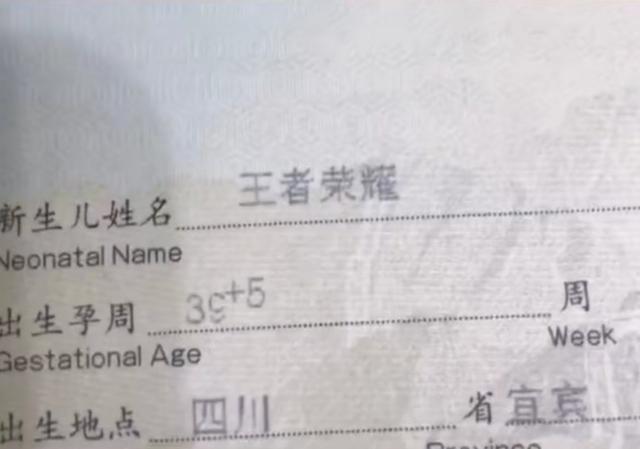 新生儿姓名 王者荣耀
Neonatal Name
出生孕周 39+5 周
Gestational Age Week
出生地点 四川 省 宜宾
Province